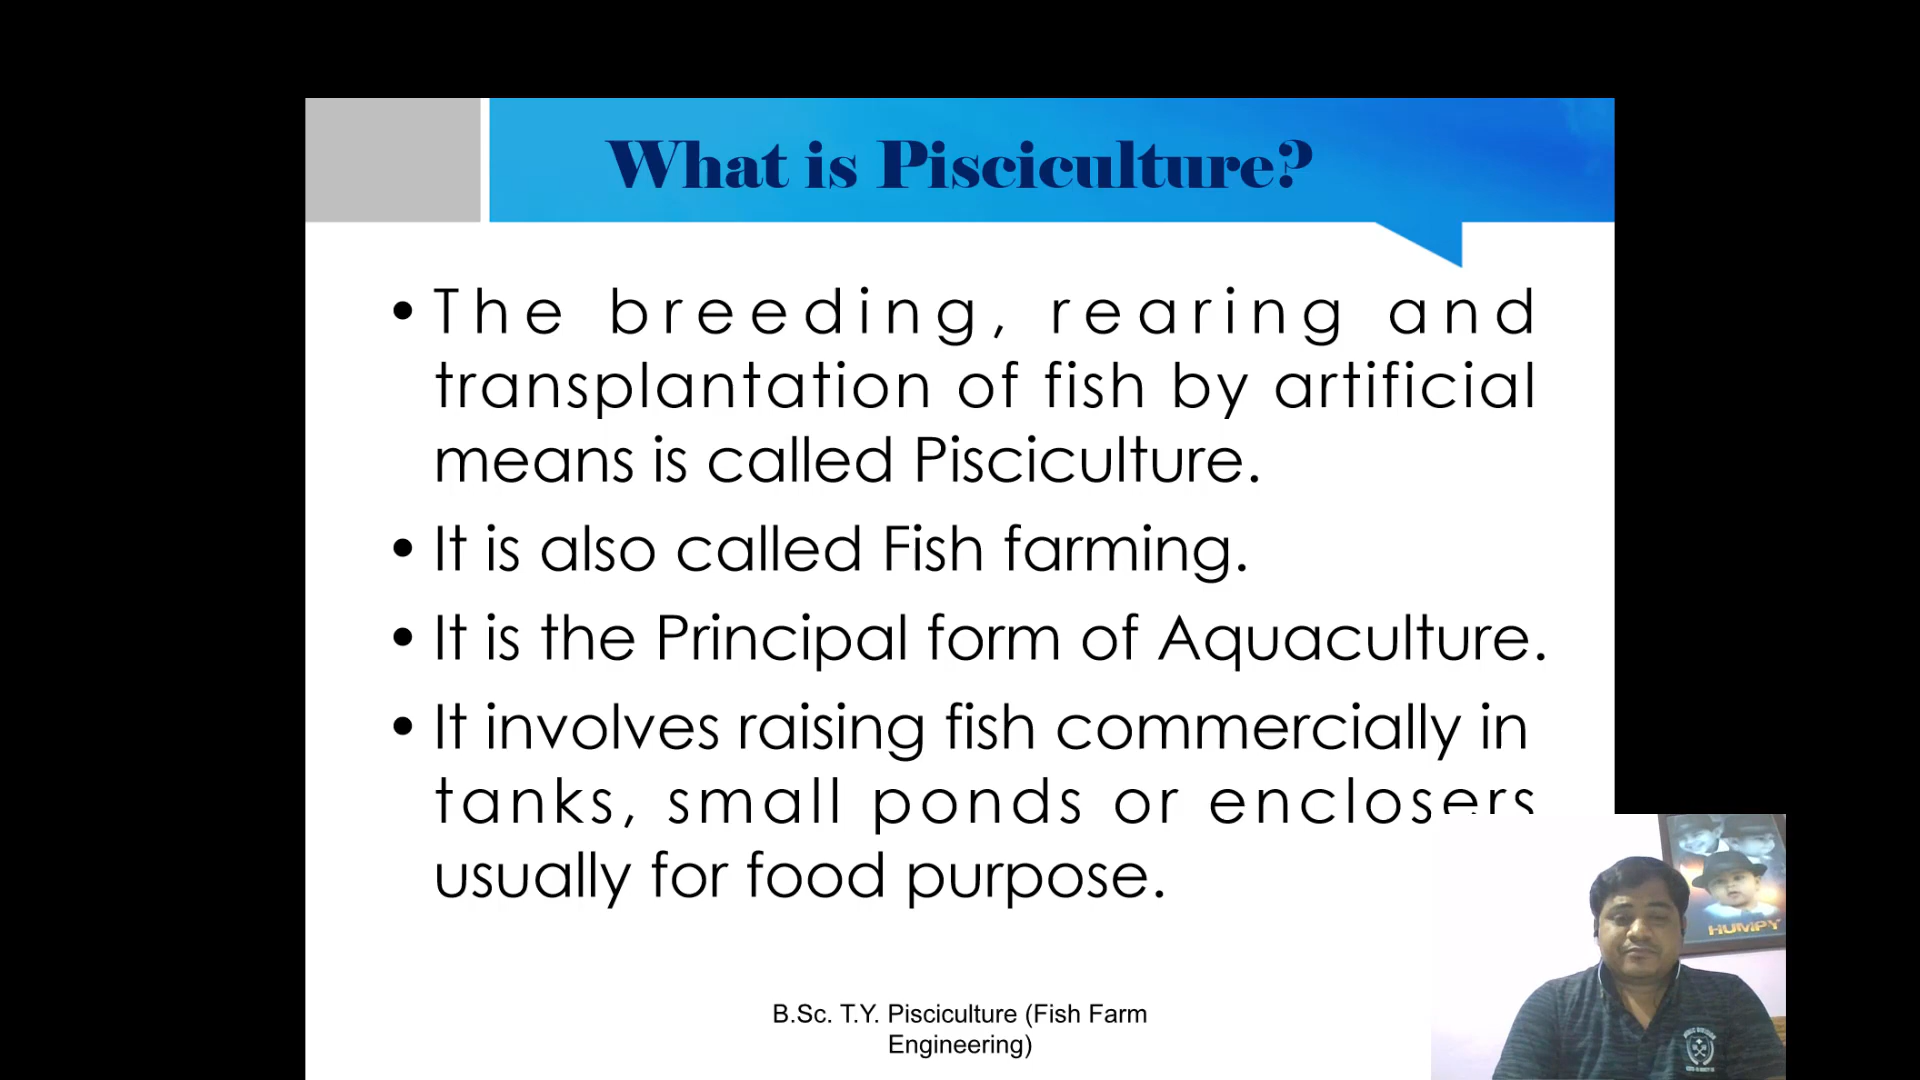 What is Pisciculture?
• The breeding, rearing and
transplantation of fish by artificial
means is called Pisciculture.
• It is also called Fish farming.
• It is the Principal form of Aquaculture.
• It involves raising fish commercially in
tanks, small ponds or enclosers
usually for food purpose.
HUMPY
B.Sc. T.Y. Pisciculture (Fish Farm
Engineering)